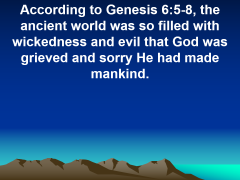 According to Genesis 6:5-8, the
ancient world was so filled with
wickedness and evil that God was
grieved and sorry He had made
mankind.